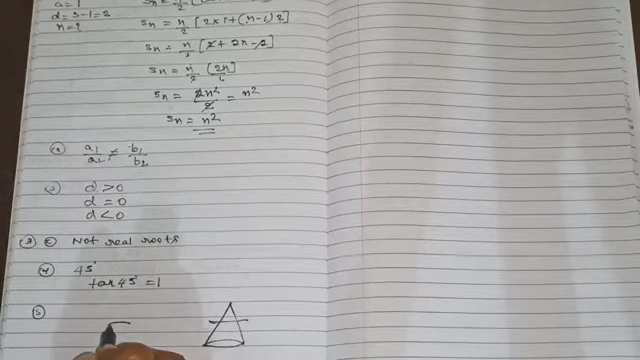 a = 1
d = 3-1 = 2
n = ?
Sn = n/2 [2×1+(n-1)2]
Sn = n/2 [2+2n-2]
Sn = n/2 [2n]
Sn = 2n²/2 = n²
Sn = n²
① a1/a2 ≠ b1/b2
d > 0
d = 0
d < 0
③ Not real roots
④ 45°
tan 45° = 1
⑤